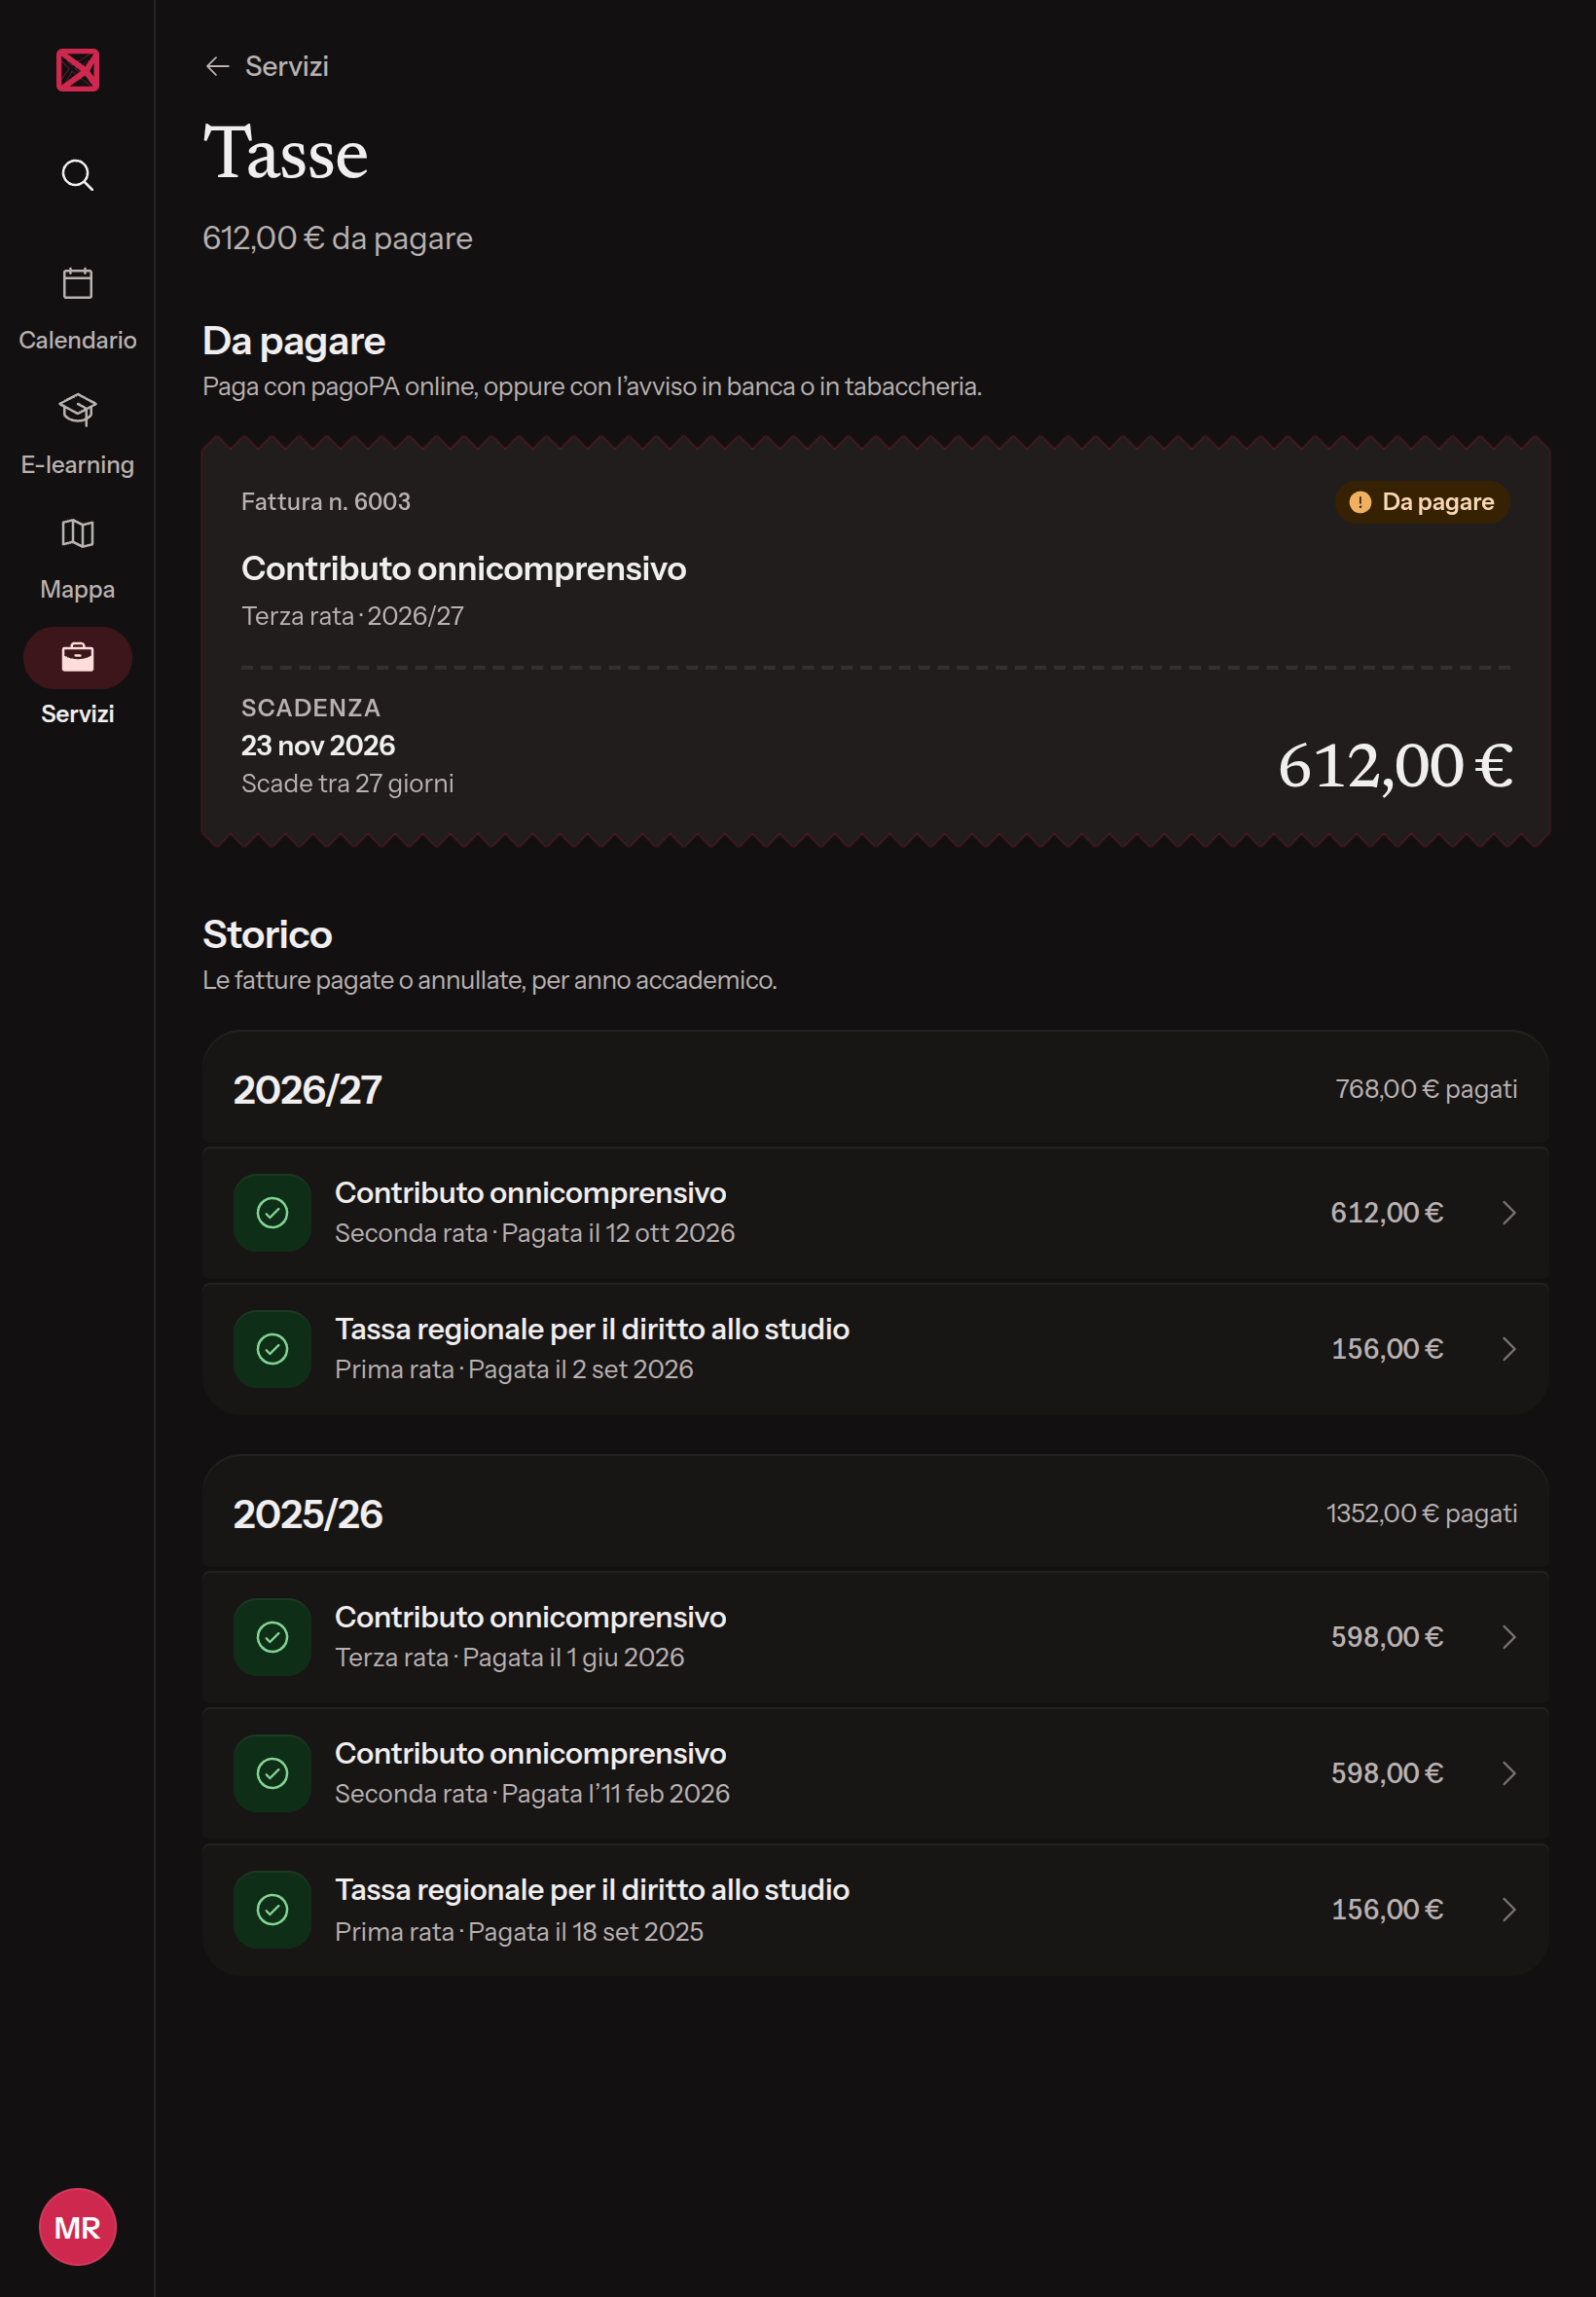 Servizi
Tasse
612,00 € da pagare
Calendario
E-learning
Mappa
Servizi
Da pagare
Paga con pagoPA online, oppure con l’avviso in banca o in tabaccheria.
Fattura n. 6003
Da pagare
Contributo onnicomprensivo
Terza rata · 2026/27
SCADENZA
23 nov 2026
Scade tra 27 giorni
612,00 €
Storico
Le fatture pagate o annullate, per anno accademico.
2026/27
768,00 € pagati
Contributo onnicomprensivo
Seconda rata · Pagata il 12 ott 2026
612,00 €
Tassa regionale per il diritto allo studio
Prima rata · Pagata il 2 set 2026
156,00 €
2025/26
1352,00 € pagati
Contributo onnicomprensivo
Terza rata · Pagata il 1 giu 2026
598,00 €
Contributo onnicomprensivo
Seconda rata · Pagata l’11 feb 2026
598,00 €
Tassa regionale per il diritto allo studio
Prima rata · Pagata il 18 set 2025
156,00 €
MR